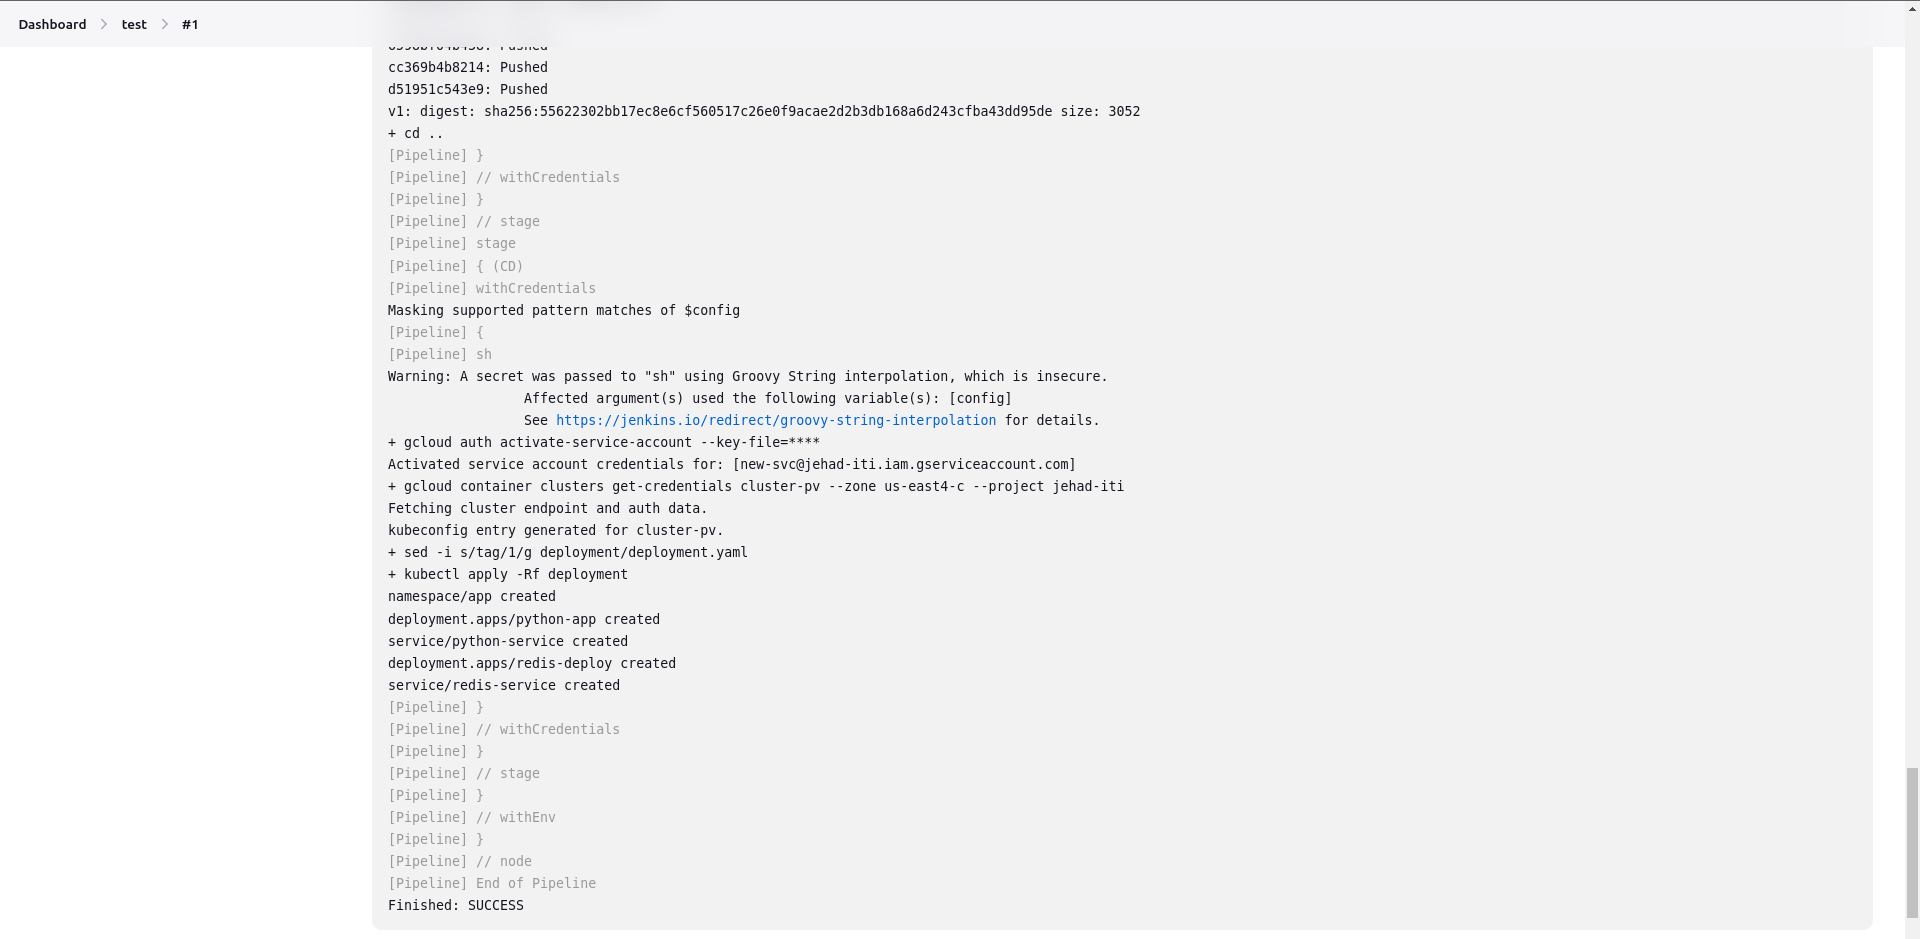 Dashboard > test > #1
Pushed
cc369b4b8214: Pushed
d51951c543e9: Pushed
v1: digest: sha256:55622302bb17ec8e6cf560517c26e0f9acae2d2b3db168a6d243cfba43dd95de size: 3052
+ cd ..
[Pipeline] }
[Pipeline] // withCredentials
[Pipeline] }
[Pipeline] // stage
[Pipeline] stage
[Pipeline] { (CD)
[Pipeline] withCredentials
Masking supported pattern matches of $config
[Pipeline] {
[Pipeline] sh
Warning: A secret was passed to "sh" using Groovy String interpolation, which is insecure.
Affected argument(s) used the following variable(s): [config]
See https://jenkins.io/redirect/groovy-string-interpolation for details.
+ gcloud auth activate-service-account --key-file=****
Activated service account credentials for: [new-svc@jehad-iti.iam.gserviceaccount.com]
+ gcloud container clusters get-credentials cluster-pv --zone us-east4-c --project jehad-iti
Fetching cluster endpoint and auth data.
kubeconfig entry generated for cluster-pv.
+ sed -i s/tag/1/g deployment/deployment.yaml
+ kubectl apply -Rf deployment
namespace/app created
deployment.apps/python-app created
service/python-service created
deployment.apps/redis-deploy created
service/redis-service created
[Pipeline] }
[Pipeline] // withCredentials
[Pipeline] }
[Pipeline] // stage
[Pipeline] }
[Pipeline] // withEnv
[Pipeline] }
[Pipeline] // node
[Pipeline] End of Pipeline
Finished: SUCCESS